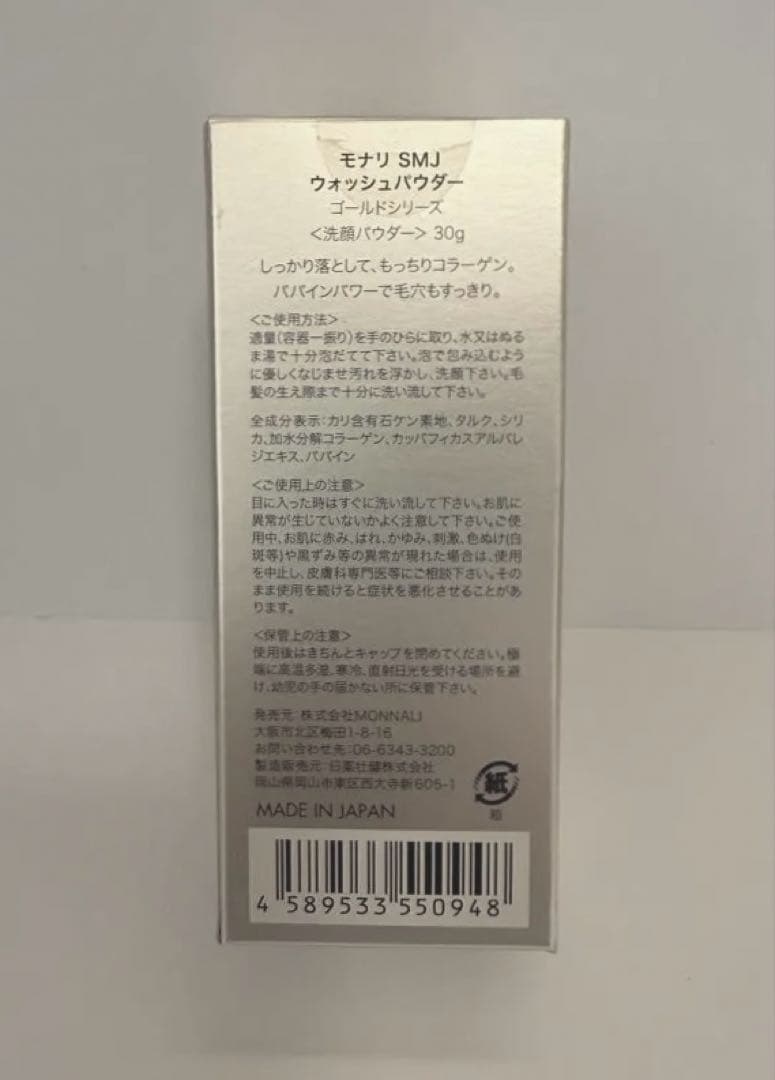 モナリ SMJ
ウォッシュパウダー
ゴールドシリーズ
＜洗顔パウダー＞ 30g
しっかり落として、もっちりコラーゲン。
パパインパワーで毛穴もすっきり。
＜ご使用方法＞
適量(容器一振り)を手のひらに取り、水又はぬる
ま湯で十分泡だてて下さい。泡で包み込むよう
に優しくなじませ汚れを浮かし、洗顔下さい。毛
髪の生え際まで十分に洗い流して下さい。
全成分表示:カリ含有石ケン素地、タルク、シリ
カ、加水分解コラーゲン、カッパフィカスアルバレ
ジエキス、パパイン
＜ご使用上の注意＞
目に入った時はすぐに洗い流して下さい。お肌に
異常が生じていないかよく注意して下さい。ご使
用中、お肌に赤み、はれ、かゆみ、刺激、色ぬけ(白
斑等)や黒ずみ等の異常が現れた場合は、使用
を中止し、皮膚科専門医等にご相談下さい。その
まま使用を続けると症状を悪化させることがあ
ります。
＜保管上の注意＞
使用後はきちんとキャップを閉めてください。極
端に高温多湿、寒冷、直射日光を受ける場所を避
け、幼児の手の届かない所に保管下さい。
発売元:株式会社MONNALI
大阪市北区梅田1-8-16
お問い合わせ先:06-6343-3200
製造販売元:日薬壮健株式会社
岡山県岡山市東区西大寺新605-1
紙
箱
MADE IN JAPAN
4 589533 550948